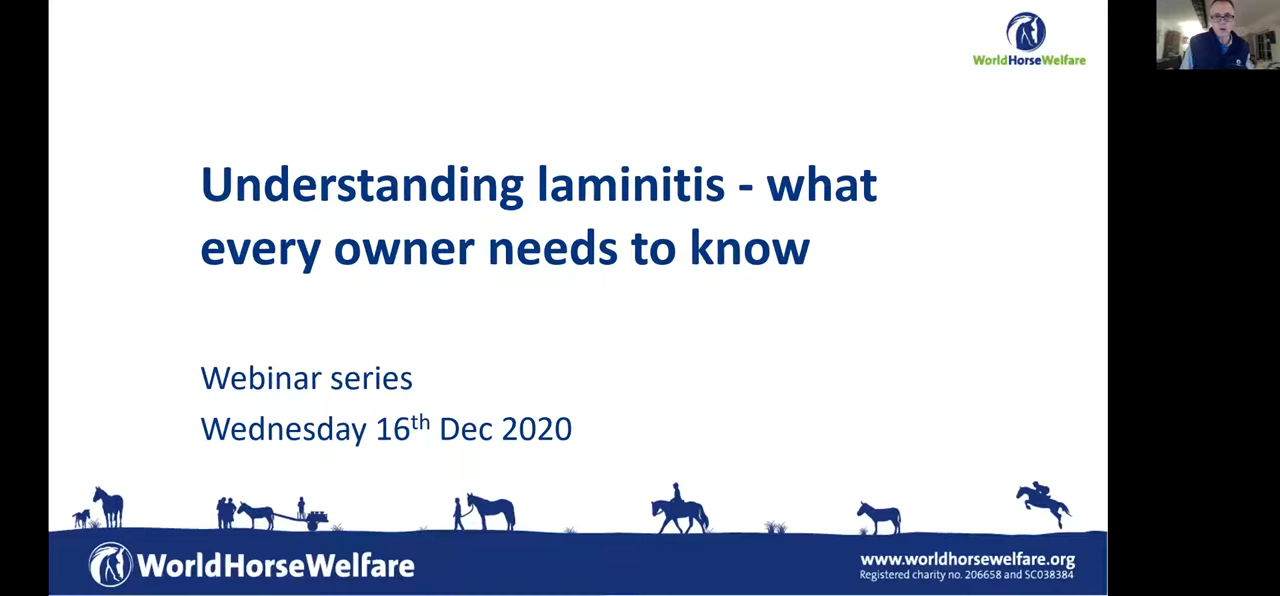 WorldHorseWelfare
Understanding laminitis - what
every owner needs to know
Webinar series
Wednesday 16th Dec 2020
WorldHorseWelfare
www.worldhorsewelfare.org
Registered charity no. 206658 and SC038384